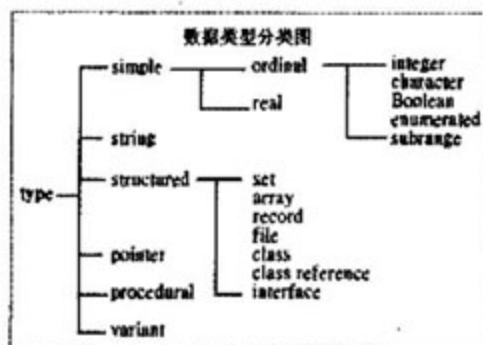 数据类型分类图
simple ordinal integer
character
real Boolean
enumerated
string subrange
type structured set
array
record
file
pointer class
class reference
procedural interface
variant